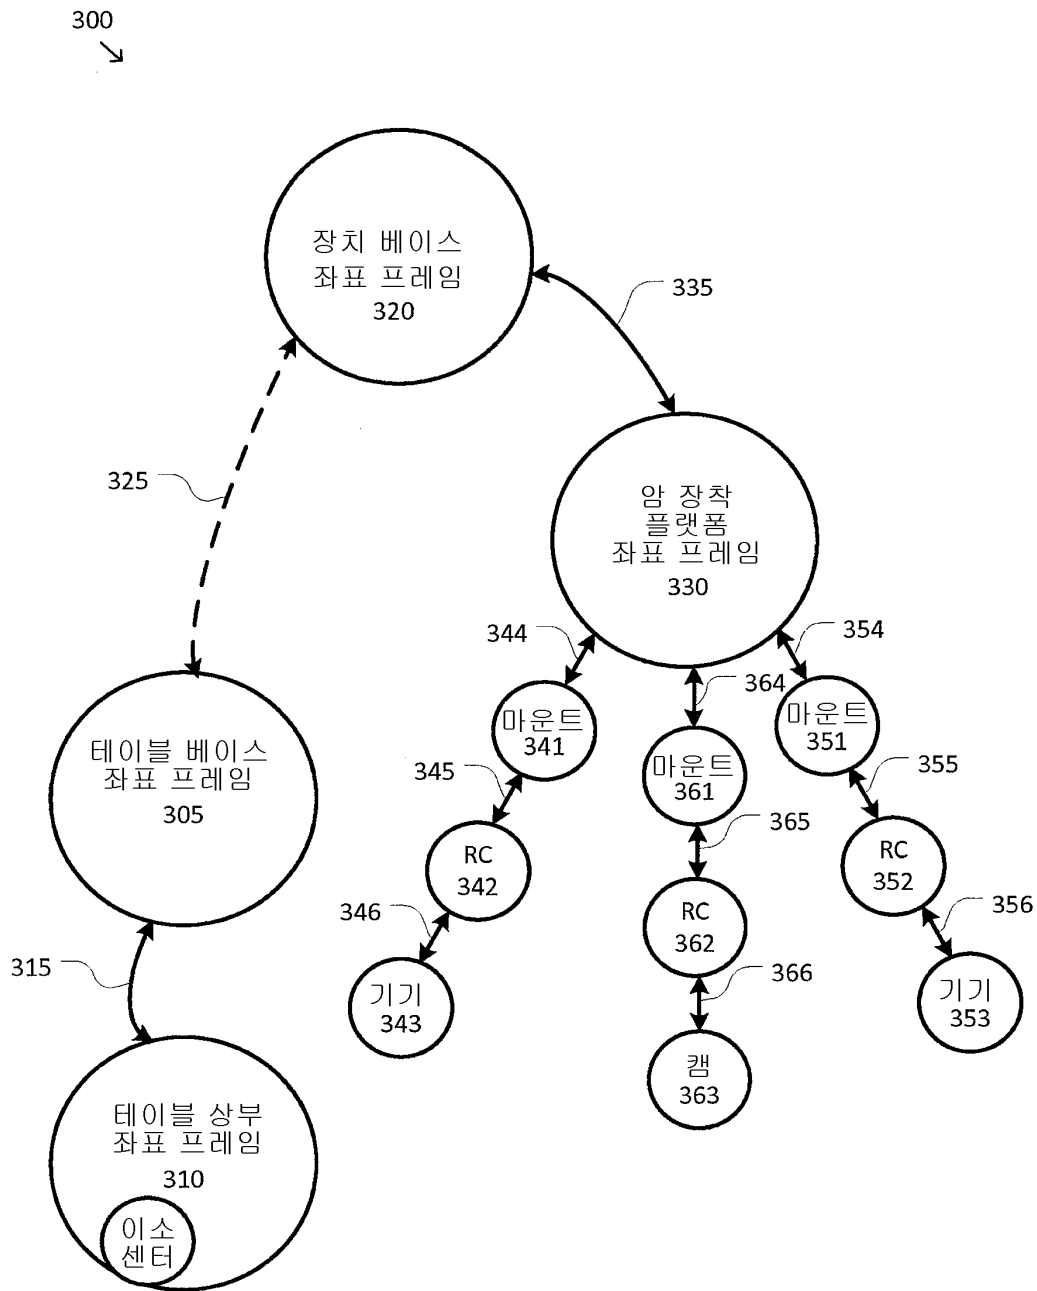 300
장치 베이스
좌표 프레임
320
335
325
암 장착
플랫폼
좌표 프레임
330
344
354
364
마운트
341
마운트
351
마운트
361
테이블 베이스
좌표 프레임
305
345
355
365
RC
342
RC
352
RC
362
346
356
366
315
기기
343
기기
353
캠
363
테이블 상부
좌표 프레임
310
이소
센터